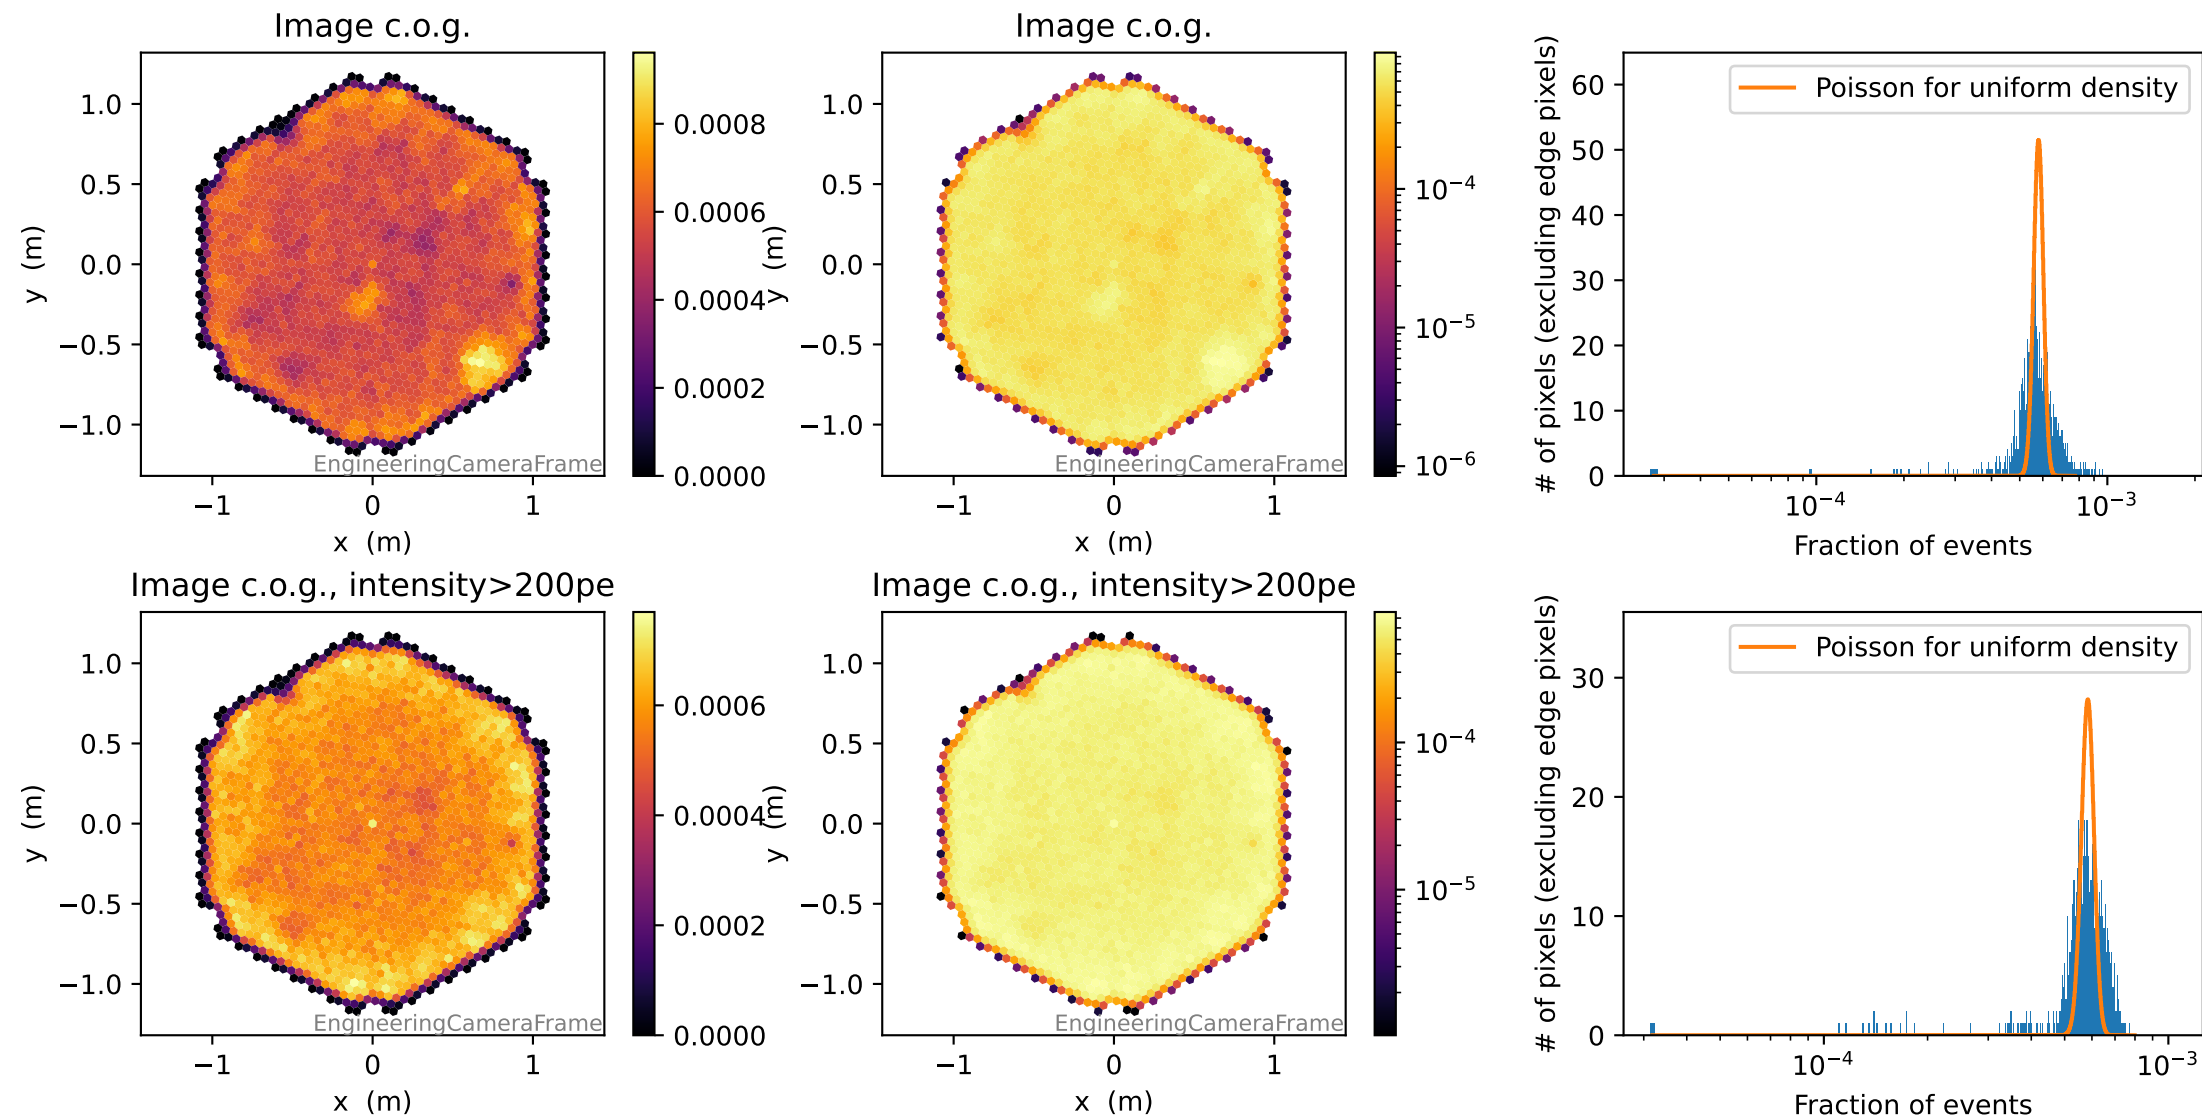 Image c.o.g.
1.0
0.5
0.0
−0.5
−1.0
y (m)
−1
0
1
x (m)
EngineeringCameraFrame
0.0008
0.0006
0.0004
0.0002
0.0000
Image c.o.g.
1.0
0.5
0.0
−0.5
−1.0
y (m)
−1
0
1
x (m)
EngineeringCameraFrame
10⁻⁴
10⁻⁵
10⁻⁶
# of pixels (excluding edge pixels)
60
50
40
30
20
10
0
Poisson for uniform density
10⁻⁴
10⁻³
Fraction of events
Image c.o.g., intensity>200pe
1.0
0.5
0.0
−0.5
−1.0
y (m)
−1
0
1
x (m)
EngineeringCameraFrame
0.0006
0.0004
0.0002
0.0000
Image c.o.g., intensity>200pe
1.0
0.5
0.0
−0.5
−1.0
y (m)
−1
0
1
x (m)
EngineeringCameraFrame
10⁻⁴
10⁻⁵
# of pixels (excluding edge pixels)
30
20
10
0
Poisson for uniform density
10⁻⁴
10⁻³
Fraction of events